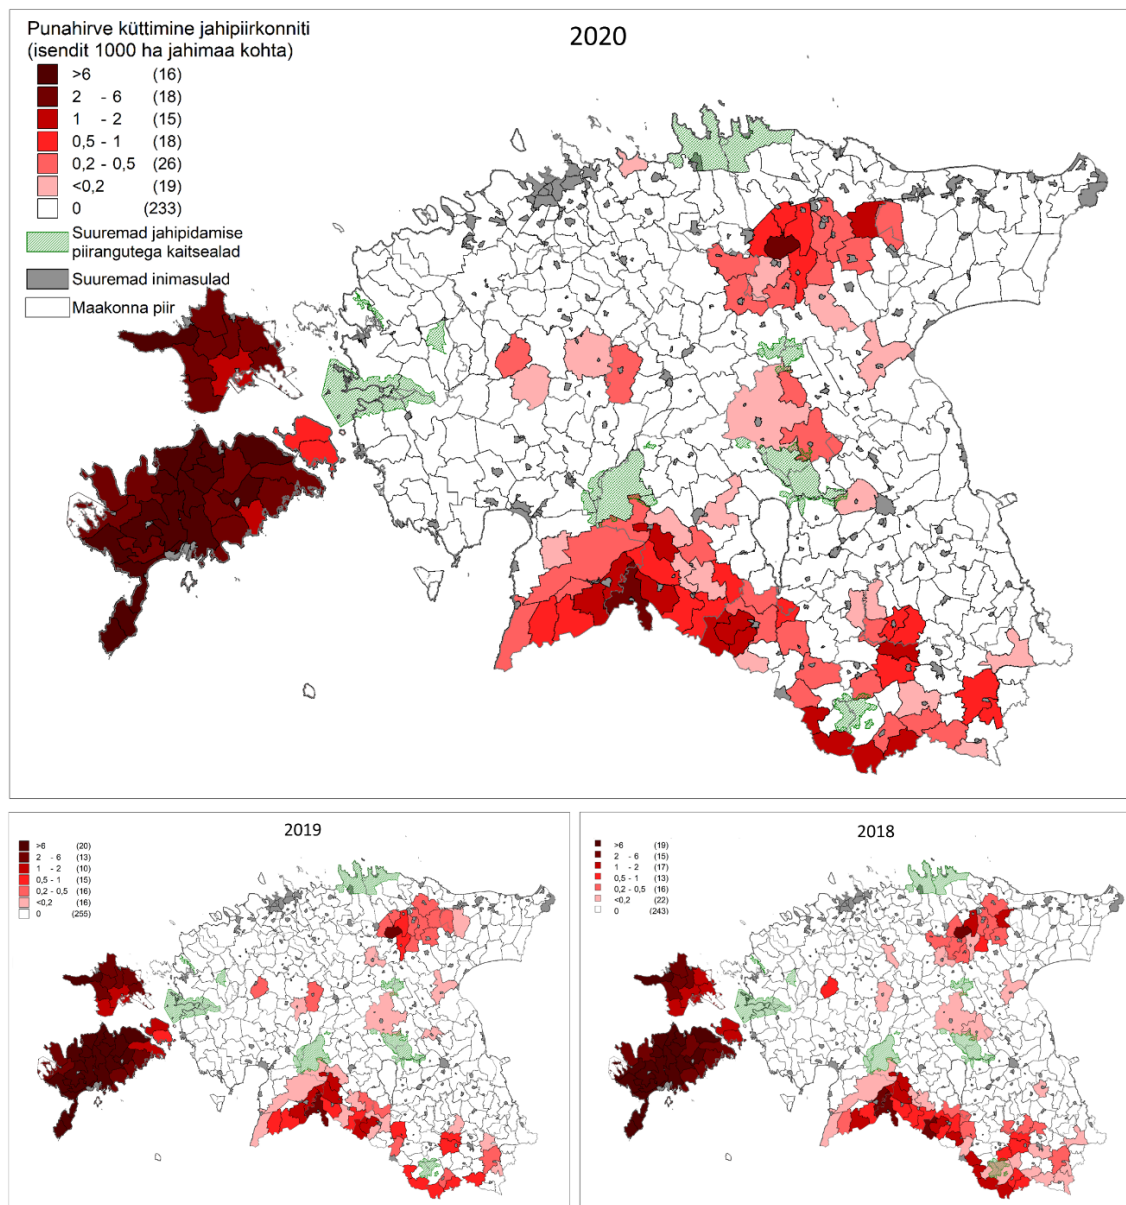 Punahirve küttimine jahipiirkonniti
(isendit 1000 ha jahimaa kohta)
2020
>6 (16)
2 - 6 (18)
1 - 2 (15)
0,5 - 1 (18)
0,2 - 0,5 (26)
<0,2 (19)
0 (233)
Suuremad jahipidamise
piirangutega kaitsealad
Suuremad inimasulad
Maakonna piir
2019
>6 (20)
2 - 6 (13)
1 - 2 (10)
0,5 - 1 (15)
0,2 - 0,5 (16)
<0,2 (16)
0 (255)
2018
>6 (19)
2 - 6 (15)
1 - 2 (17)
0,5 - 1 (13)
0,2 - 0,5 (16)
<0,2 (22)
0 (243)